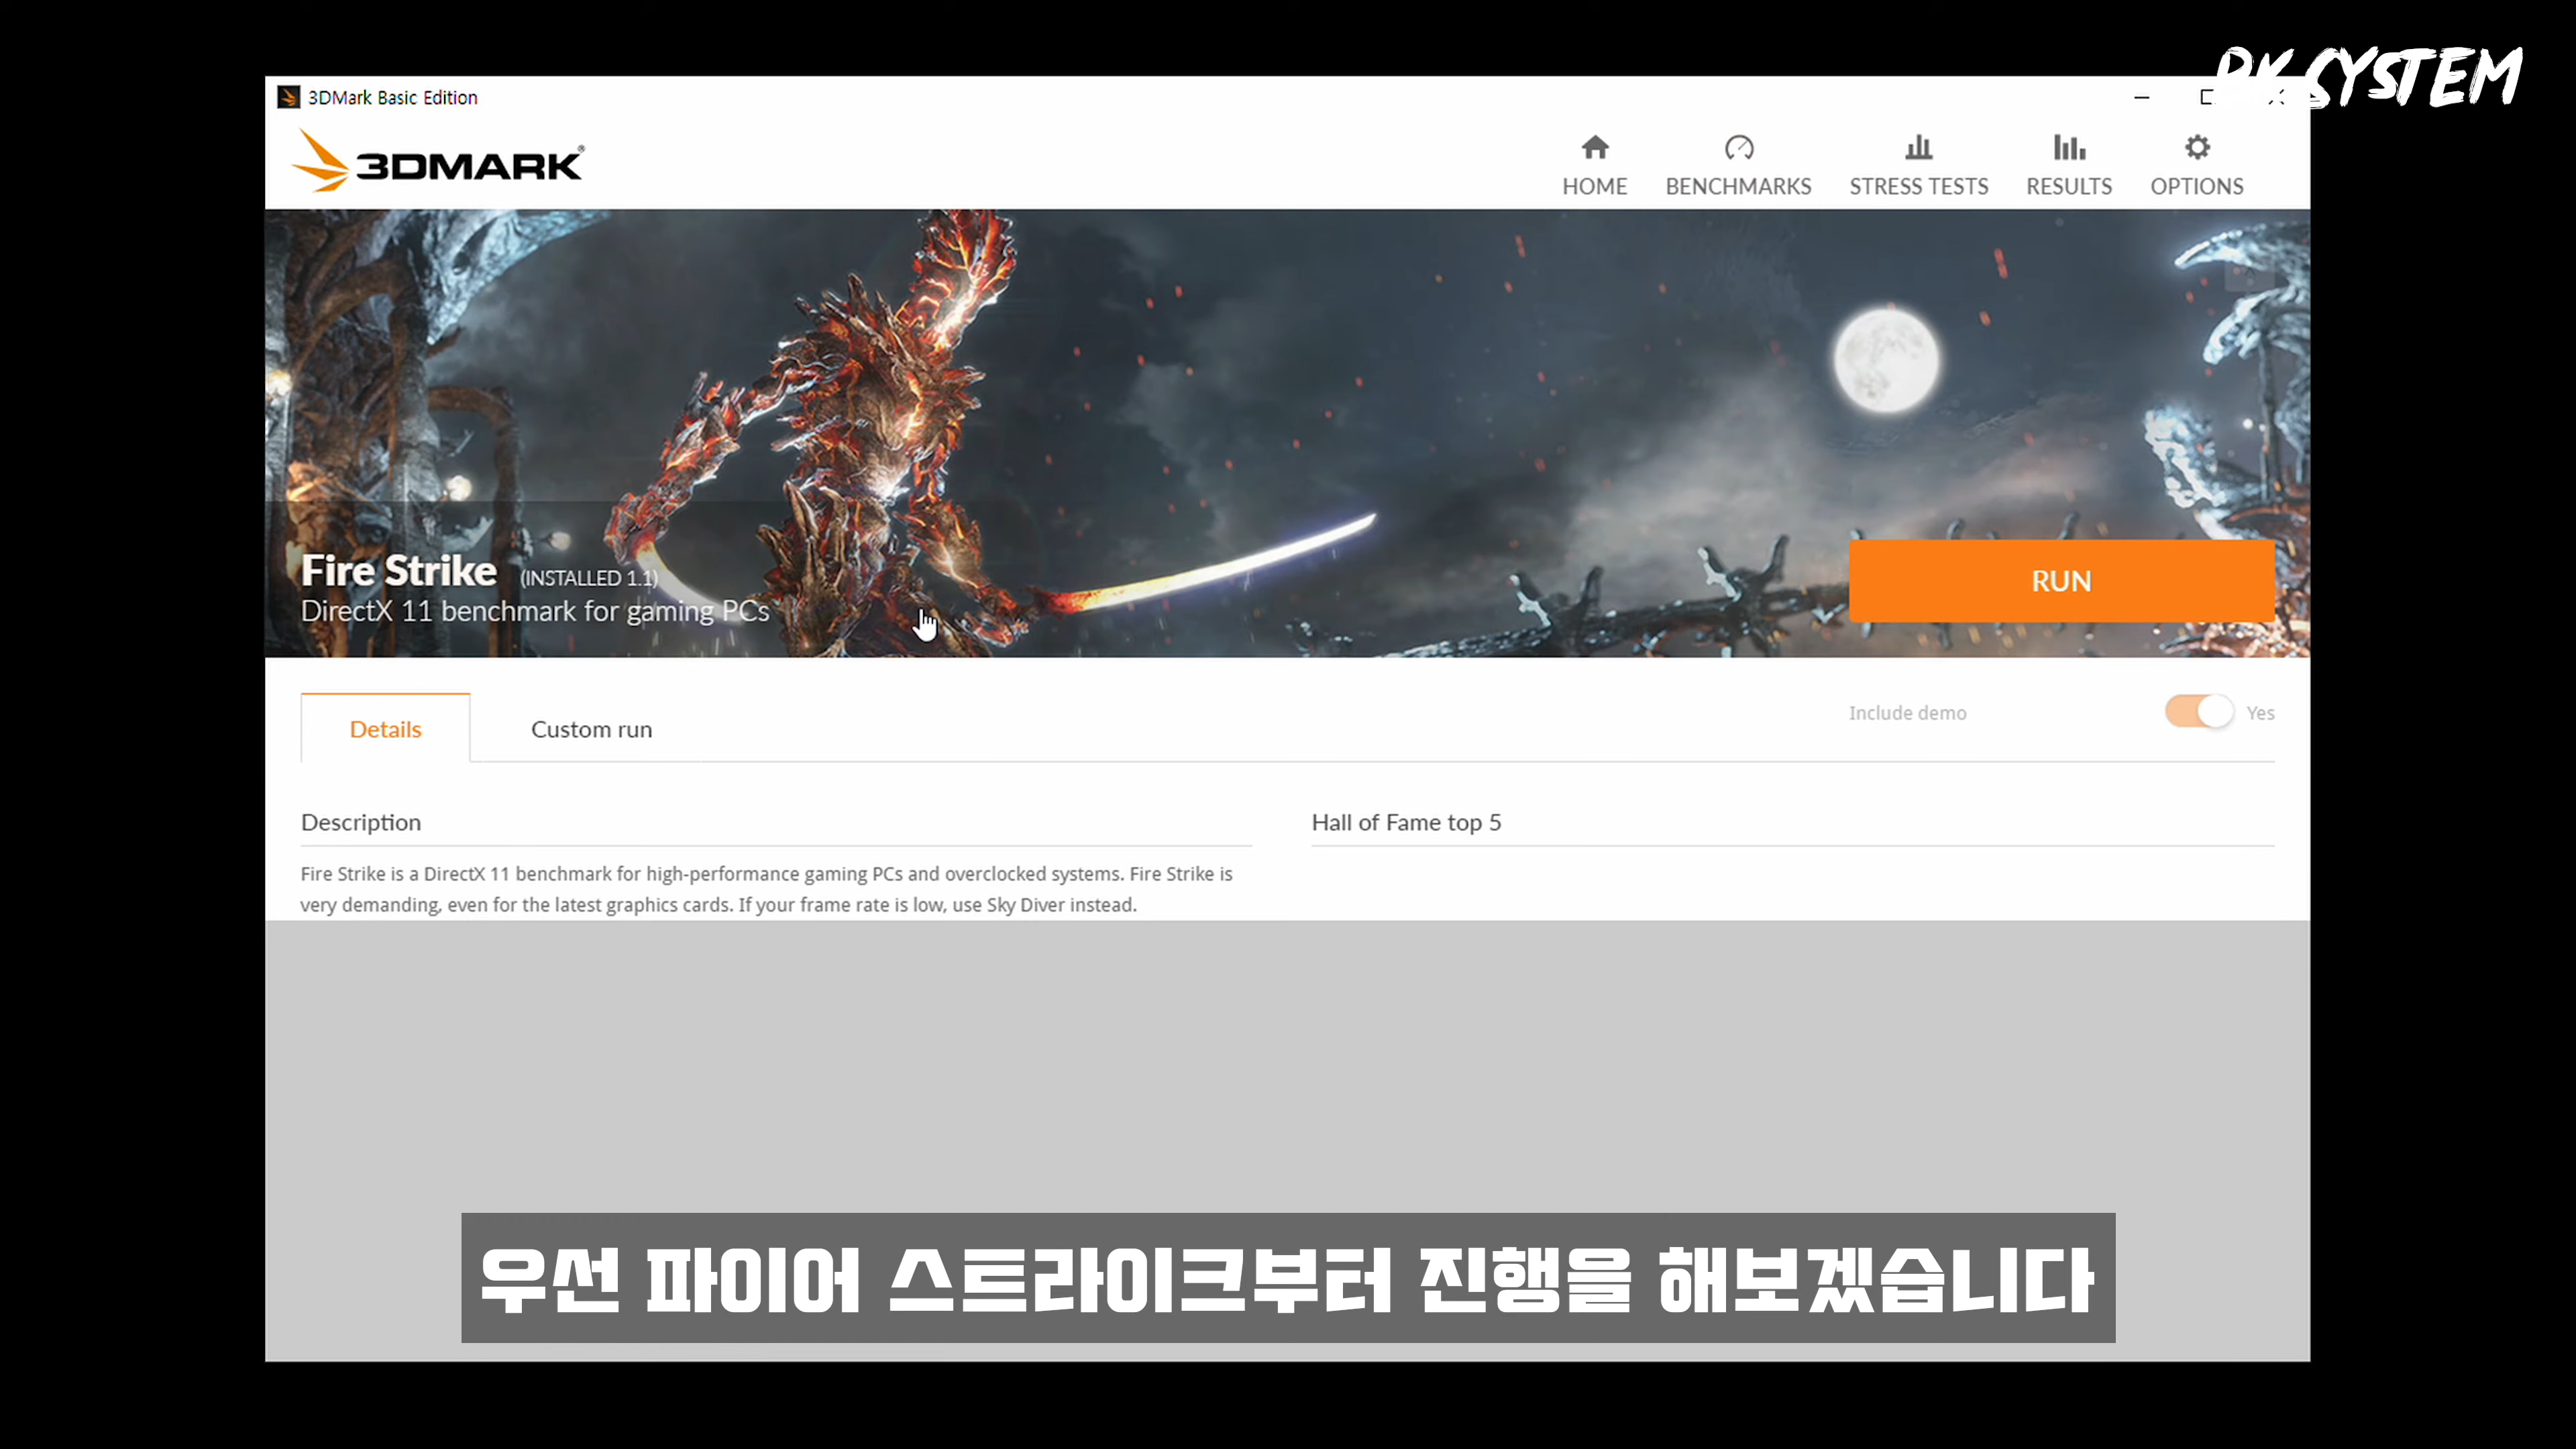 3DMark Basic Edition
SYSTEM
3DMARK
HOME
BENCHMARKS
STRESS TESTS
RESULTS
OPTIONS
Fire Strike (INSTALLED 1.1)
DirectX 11 benchmark for gaming PCs
RUN
Details
Custom run
Include demo
Yes
Description
Hall of Fame top 5
Fire Strike is a DirectX 11 benchmark for high-performance gaming PCs and overclocked systems. Fire Strike is
very demanding, even for the latest graphics cards. If your frame rate is low, use Sky Diver instead.
우선 파이어 스트라이크부터 진행을 해보겠습니다